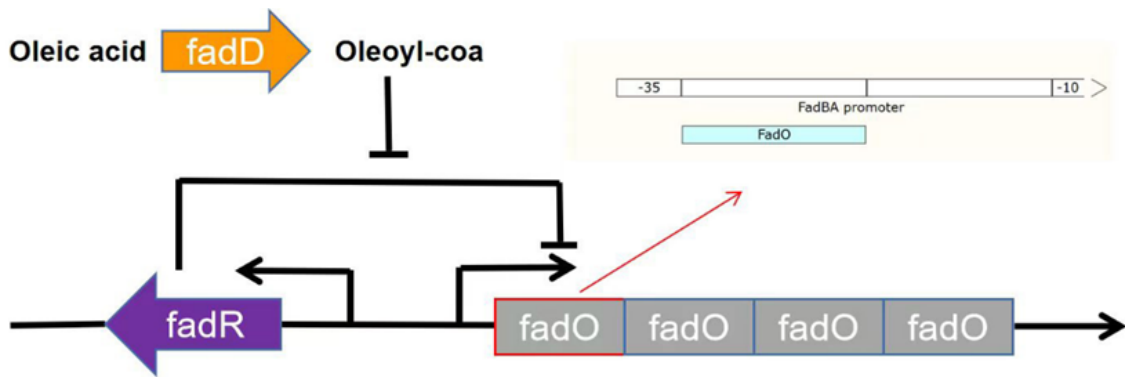 Oleic acid fadD Oleoyl-coa
-35 -10
FadBA promoter
FadO
fadR fadO fadO fadO fadO